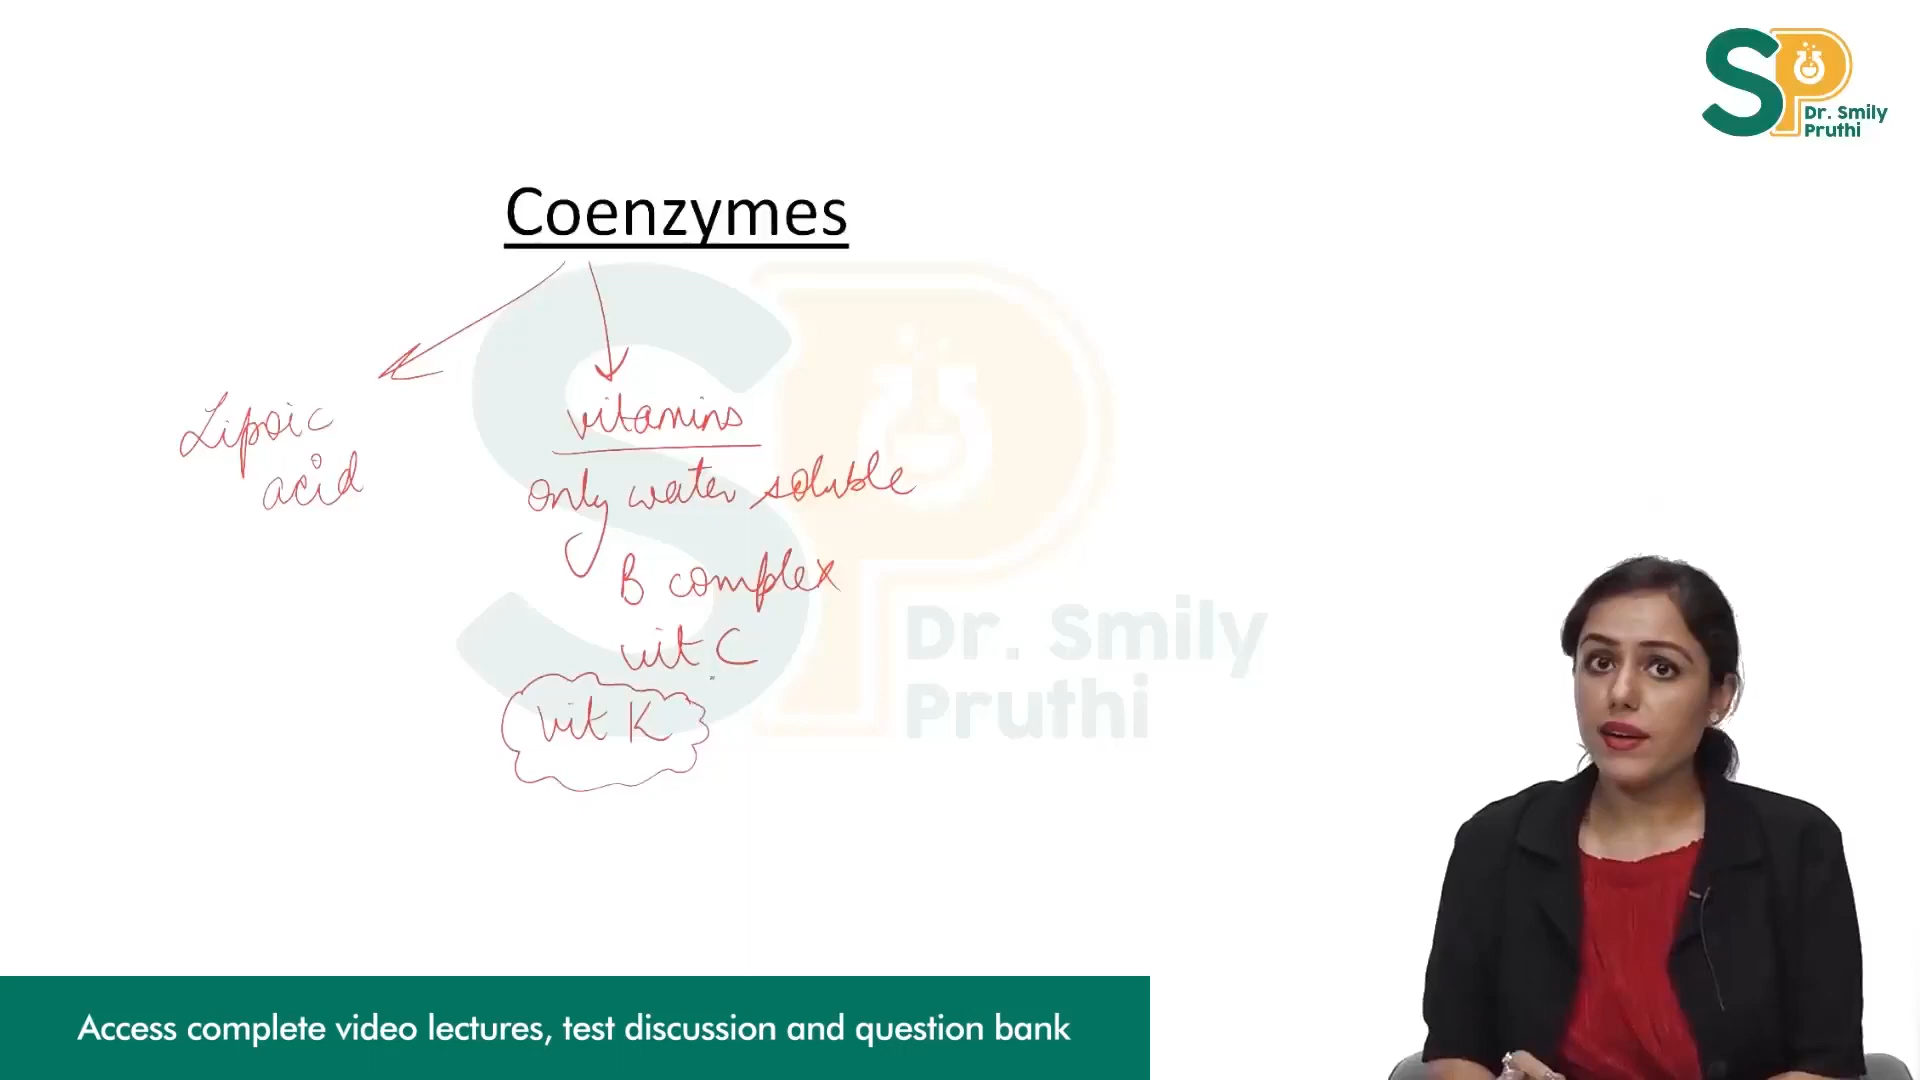 SP
Dr. Smily
Pruthi
Coenzymes
Lipoic
acid
vitamins
only water soluble
B complex
vit C
vit K
Dr. Smily
Pruthi
Access complete video lectures, test discussion and question bank